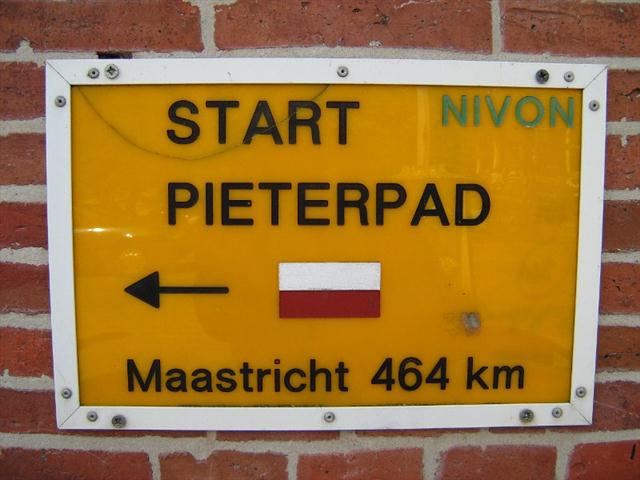 START
NIVON
PIETERPAD
Maastricht 464 km